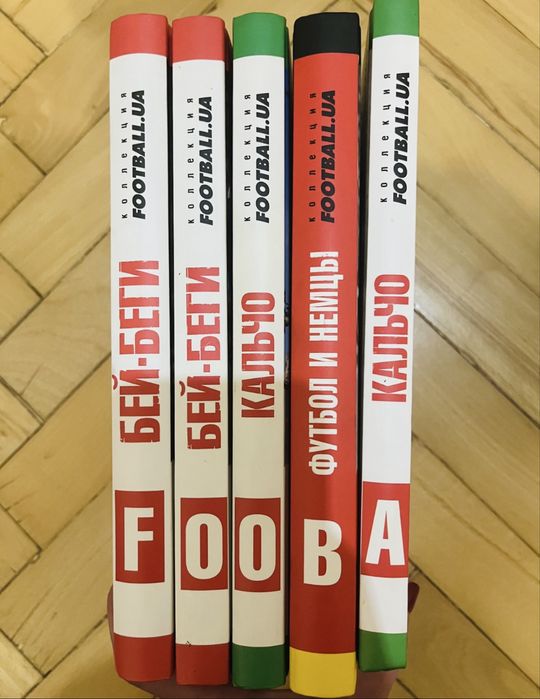 коллекция
FOOTBALL.UA
БЕЙ-БЕГИ
F
коллекция
FOOTBALL.UA
БЕЙ-БЕГИ
O
коллекция
FOOTBALL.UA
КАЛЬЧО
O
коллекция
FOOTBALL.UA
ФУТБОЛ И НЕМЦЫ
B
коллекция
FOOTBALL.UA
КАЛЬЧО
A